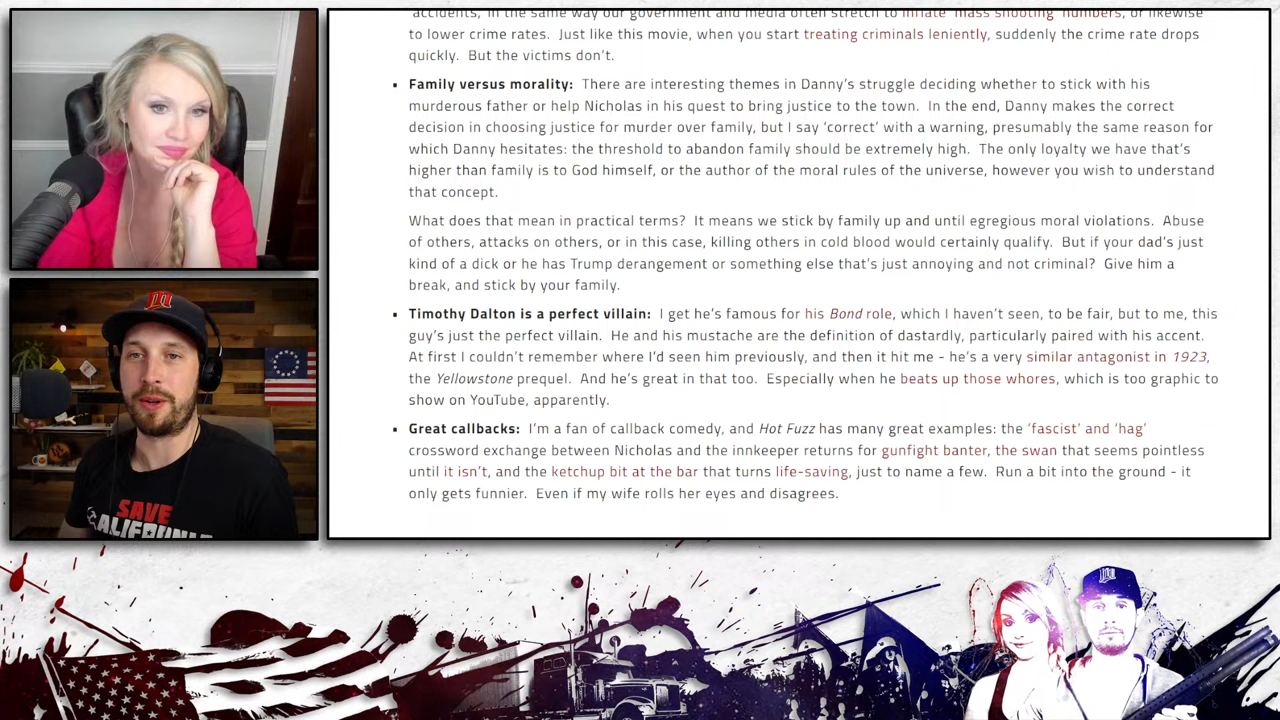 accidents, in the same way our government and media often stretch to inflate 'mass shooting' numbers, or likewise
to lower crime rates. Just like this movie, when you start treating criminals leniently, suddenly the crime rate drops
quickly. But the victims don't.
▪ Family versus morality: There are interesting themes in Danny's struggle deciding whether to stick with his
murderous father or help Nicholas in his quest to bring justice to the town. In the end, Danny makes the correct
decision in choosing justice for murder over family, but I say 'correct' with a warning, presumably the same reason for
which Danny hesitates: the threshold to abandon family should be extremely high. The only loyalty we have that's
higher than family is to God himself, or the author of the moral rules of the universe, however you wish to understand
that concept.
What does that mean in practical terms? It means we stick by family up and until egregious moral violations. Abuse
of others, attacks on others, or in this case, killing others in cold blood would certainly qualify. But if your dad's just
kind of a dick or he has Trump derangement or something else that's just annoying and not criminal? Give him a
break, and stick by your family.
▪ Timothy Dalton is a perfect villain: I get he's famous for his Bond role, which I haven't seen, to be fair, but to me, this
guy's just the perfect villain. He and his mustache are the definition of dastardly, particularly paired with his accent.
At first I couldn't remember where I'd seen him previously, and then it hit me - he's a very similar antagonist in 1923,
the Yellowstone prequel. And he's great in that too. Especially when he beats up those whores, which is too graphic to
show on YouTube, apparently.
▪ Great callbacks: I'm a fan of callback comedy, and Hot Fuzz has many great examples: the 'fascist' and 'hag'
crossword exchange between Nicholas and the innkeeper returns for gunfight banter, the swan that seems pointless
until it isn't, and the ketchup bit at the bar that turns life-saving, just to name a few. Run a bit into the ground - it
only gets funnier. Even if my wife rolls her eyes and disagrees.
SAVE
CALIFORNIA